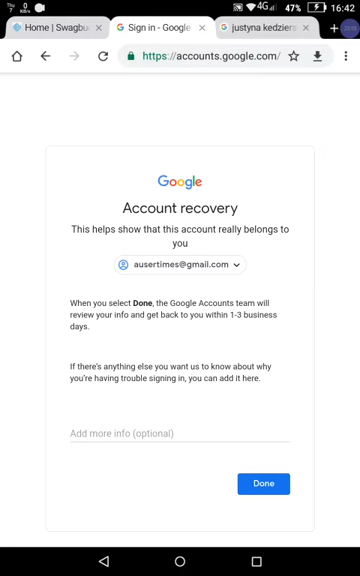 Thu 7 0 KB/s 4G 47% 16:42
Home | Swagbu
Sign in - Google
justyna kedziers
https://accounts.google.com/
Google
Account recovery
This helps show that this account really belongs to
you
ausertimes@gmail.com
When you select Done, the Google Accounts team will
review your info and get back to you within 1-3 business
days.
If there's anything else you want us to know about why
you're having trouble signing in, you can add it here.
Add more info (optional)
Done